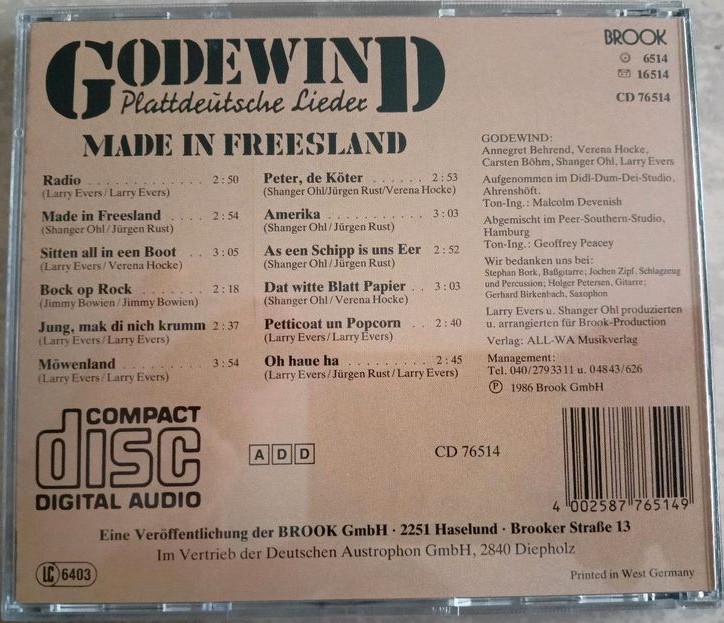 GODEWIND
Plattdeutsche Lieder
MADE IN FREESLAND
BROOK
6514
16514
CD 76514
Radio . . . . . . . . . . . . 2:50
(Larry Evers/Larry Evers)
Made in Freesland . . . . 2:54
(Shanger Ohl/Jürgen Rust)
Sitten all in een Boot . . 3:05
(Larry Evers/Verena Hocke)
Bock op Rock . . . . . . . 2:18
(Jimmy Bowien/Jimmy Bowien)
Jung, mak di nich krumm 2:37
(Larry Evers/Larry Evers)
Möwenland . . . . . . . . 3:54
(Larry Evers/Larry Evers)
Peter, de Köter . . . . . . 2:53
(Shanger Ohl/Jürgen Rust/Verena Hocke)
Amerika . . . . . . . . . . . 3:03
(Shanger Ohl/Jürgen Rust)
As een Schipp is uns Eer 2:52
(Shanger Ohl/Jürgen Rust)
Dat witte Blatt Papier . . 3:03
(Shanger Ohl/Verena Hocke)
Petticoat un Popcorn . . 2:40
(Larry Evers/Shanger Ohl/Larry Evers)
Oh haue ha . . . . . . . . . 2:45
(Larry Evers/Jürgen Rust/Larry Evers)
GODEWIND:
Annegret Behrend, Verena Hocke,
Carsten Böhm, Shanger Ohl, Larry Evers
Aufgenommen im Didl-Dum-Dei-Studio,
Ahrenshöft.
Ton-Ing.: Malcolm Devenish
Abgemischt im Peer-Southern-Studio,
Hamburg
Ton-Ing.: Geoffrey Peacey
Wir bedanken uns bei:
Stephan Bork, Baßgitarre; Jochen Zipf, Schlagzeug
und Percussion; Holger Petersen, Gitarre;
Gerhard Birkenbach, Saxophon
Larry Evers u. Shanger Ohl produzierten
u. arrangierten für Brook-Production
Verlag: ALL-WA Musikverlag
Management:
Tel. 040/2793311 u. 04843/626
Ⓟ 1986 Brook GmbH
COMPACT
disc
DIGITAL AUDIO
A D D
CD 76514
4 002587 765149
Eine Veröffentlichung der BROOK GmbH · 2251 Haselund · Brooker Straße 13
Im Vertrieb der Deutschen Austrophon GmbH, 2840 Diepholz
LC 6403
Printed in West Germany